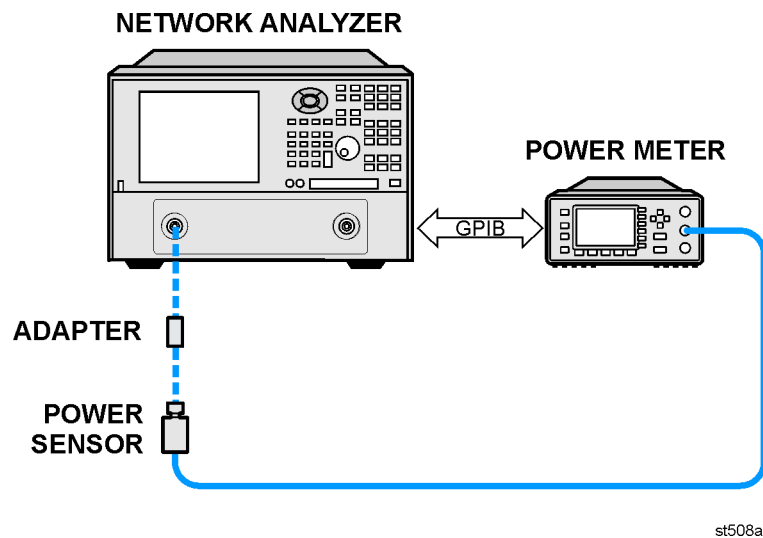 NETWORK ANALYZER
POWER METER
GPIB
ADAPTER
POWER
SENSOR
st508a